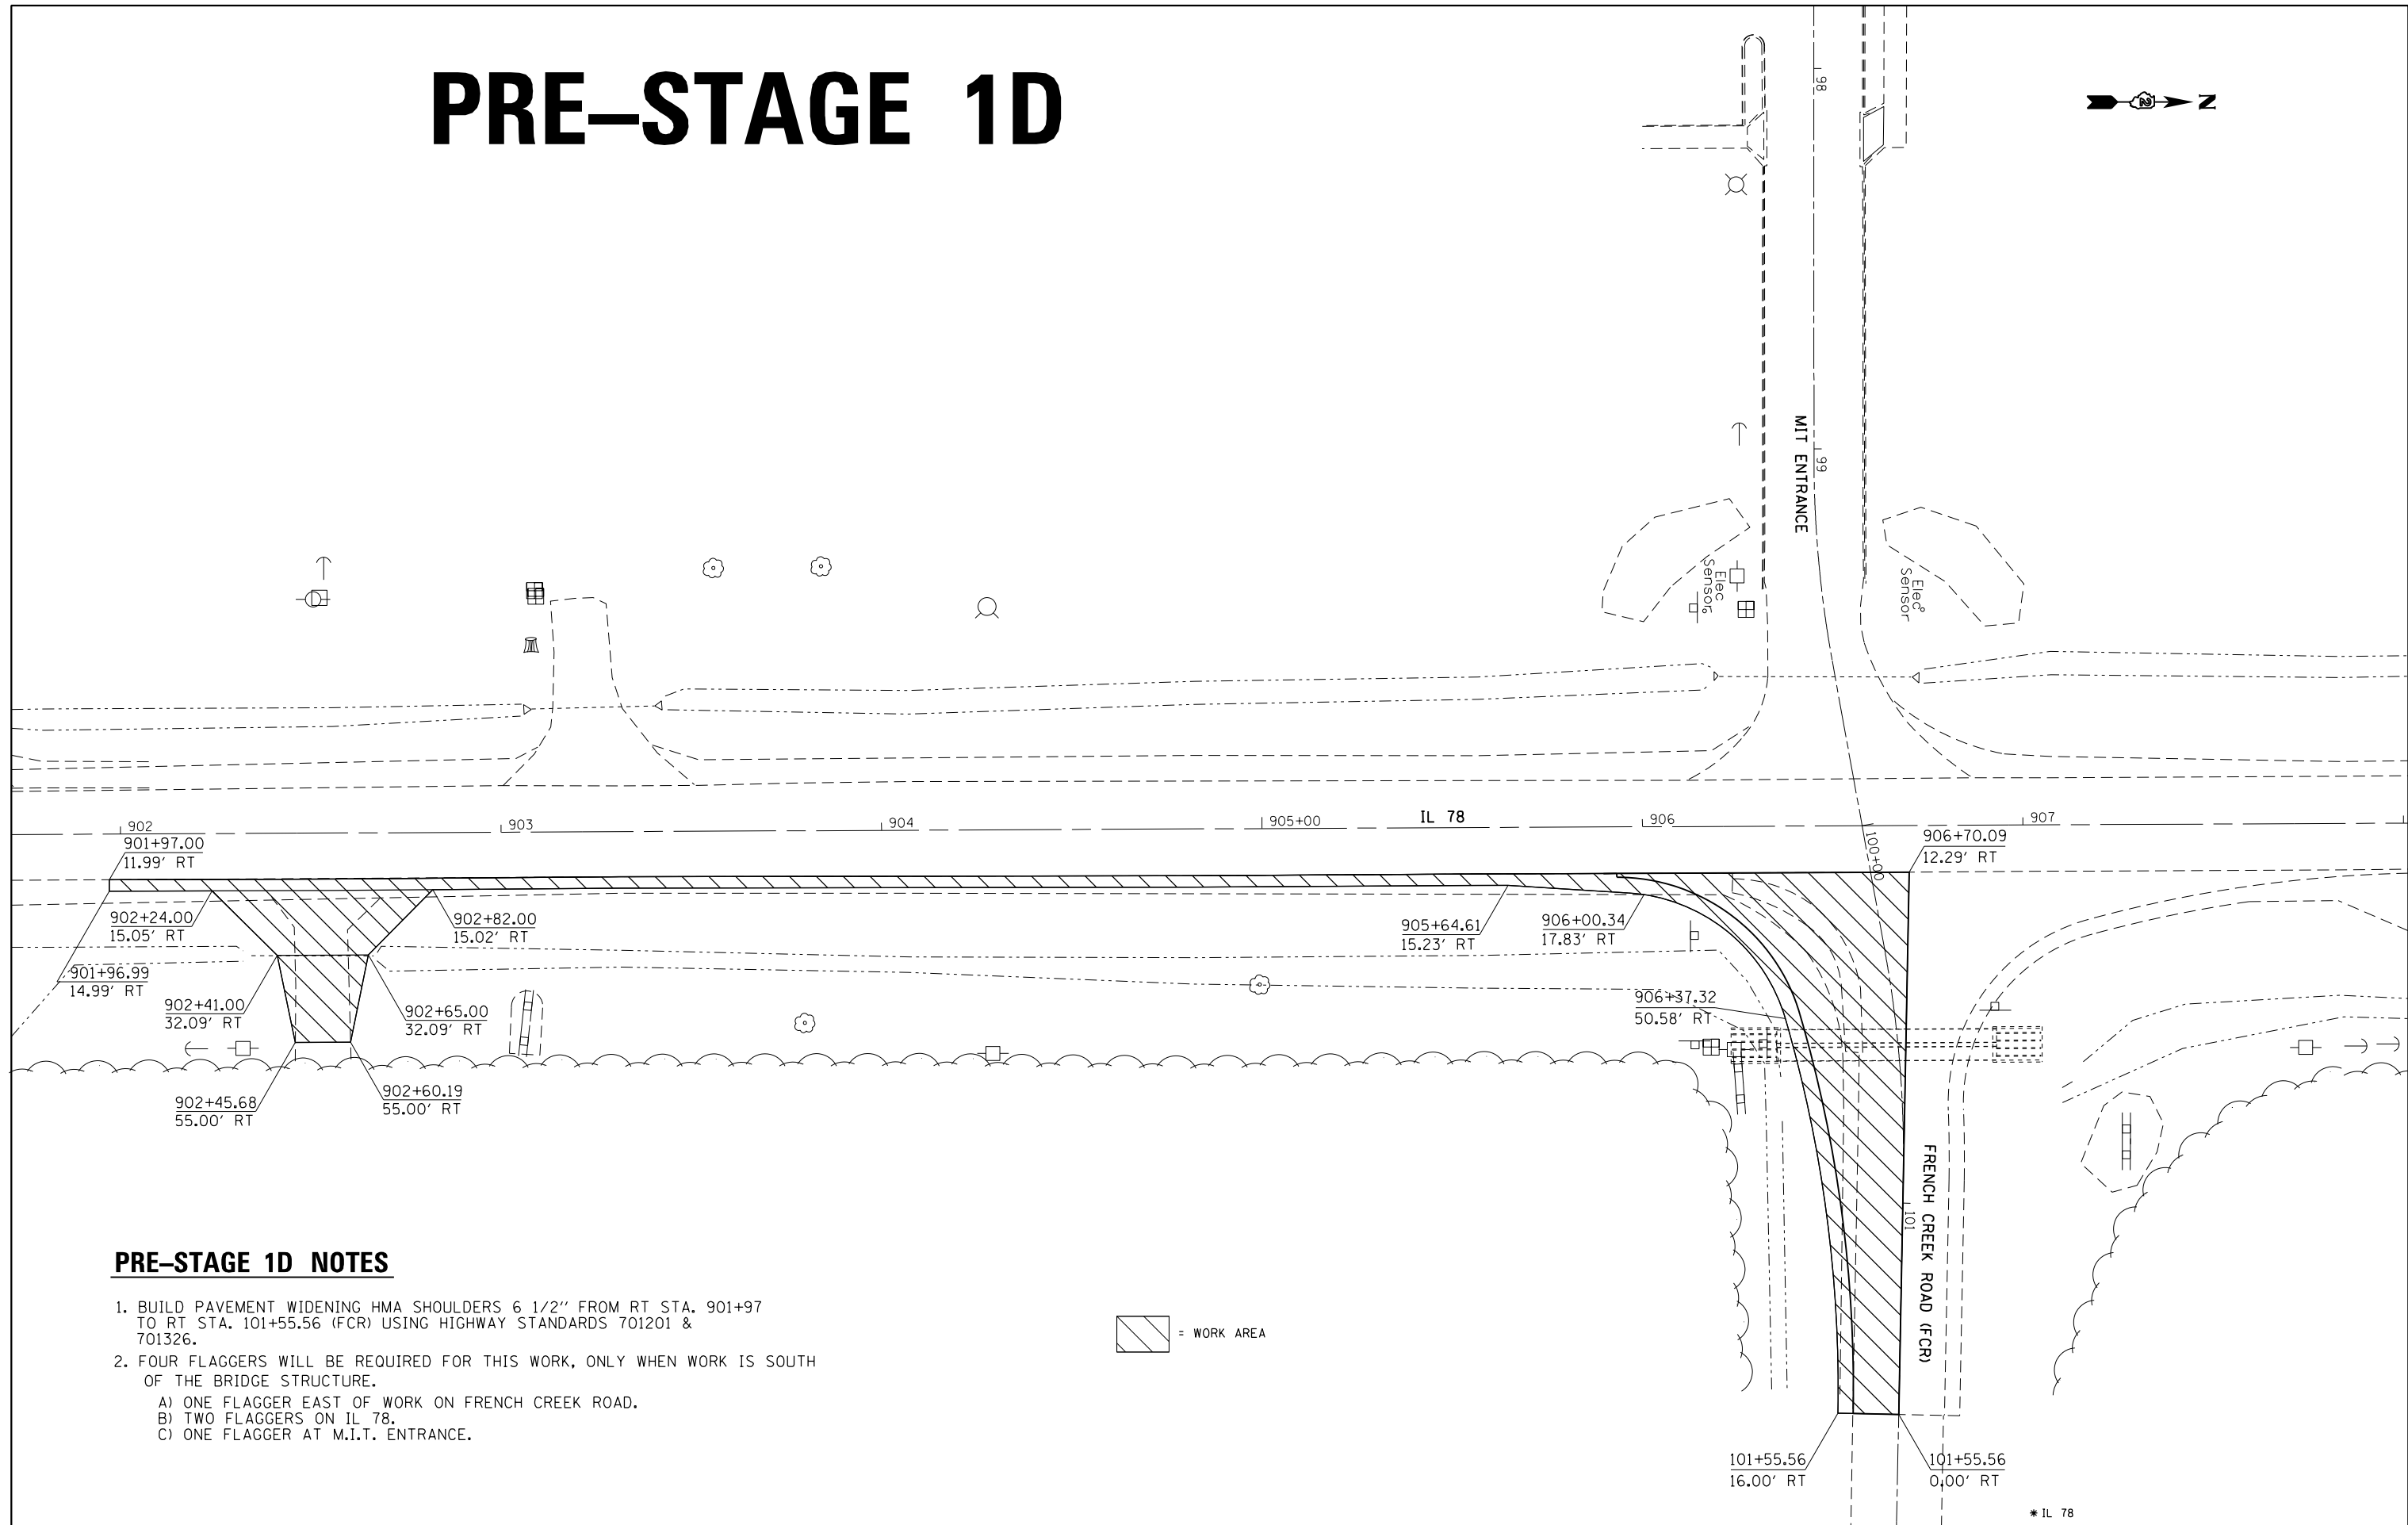 PRE–STAGE 1D
98
N
MIT ENTRANCE
99
Elec
Sensor
Elec
Sensor
902
903
904
905+00
IL 78
906
907
100+00
901+97.00
11.99' RT
906+70.09
12.29' RT
902+24.00
15.05' RT
902+82.00
15.02' RT
905+64.61
15.23' RT
906+00.34
17.83' RT
901+96.99
14.99' RT
902+41.00
32.09' RT
902+65.00
32.09' RT
906+37.32
50.58' RT
902+45.68
55.00' RT
902+60.19
55.00' RT
101
FRENCH CREEK ROAD (FCR)
PRE–STAGE 1D NOTES
1. BUILD PAVEMENT WIDENING HMA SHOULDERS 6 1/2'' FROM RT STA. 901+97
TO RT STA. 101+55.56 (FCR) USING HIGHWAY STANDARDS 701201 &
701326.
2. FOUR FLAGGERS WILL BE REQUIRED FOR THIS WORK, ONLY WHEN WORK IS SOUTH
OF THE BRIDGE STRUCTURE.
A) ONE FLAGGER EAST OF WORK ON FRENCH CREEK ROAD.
B) TWO FLAGGERS ON IL 78.
C) ONE FLAGGER AT M.I.T. ENTRANCE.
= WORK AREA
101+55.56
16.00' RT
101+55.56
0.00' RT
* IL 78